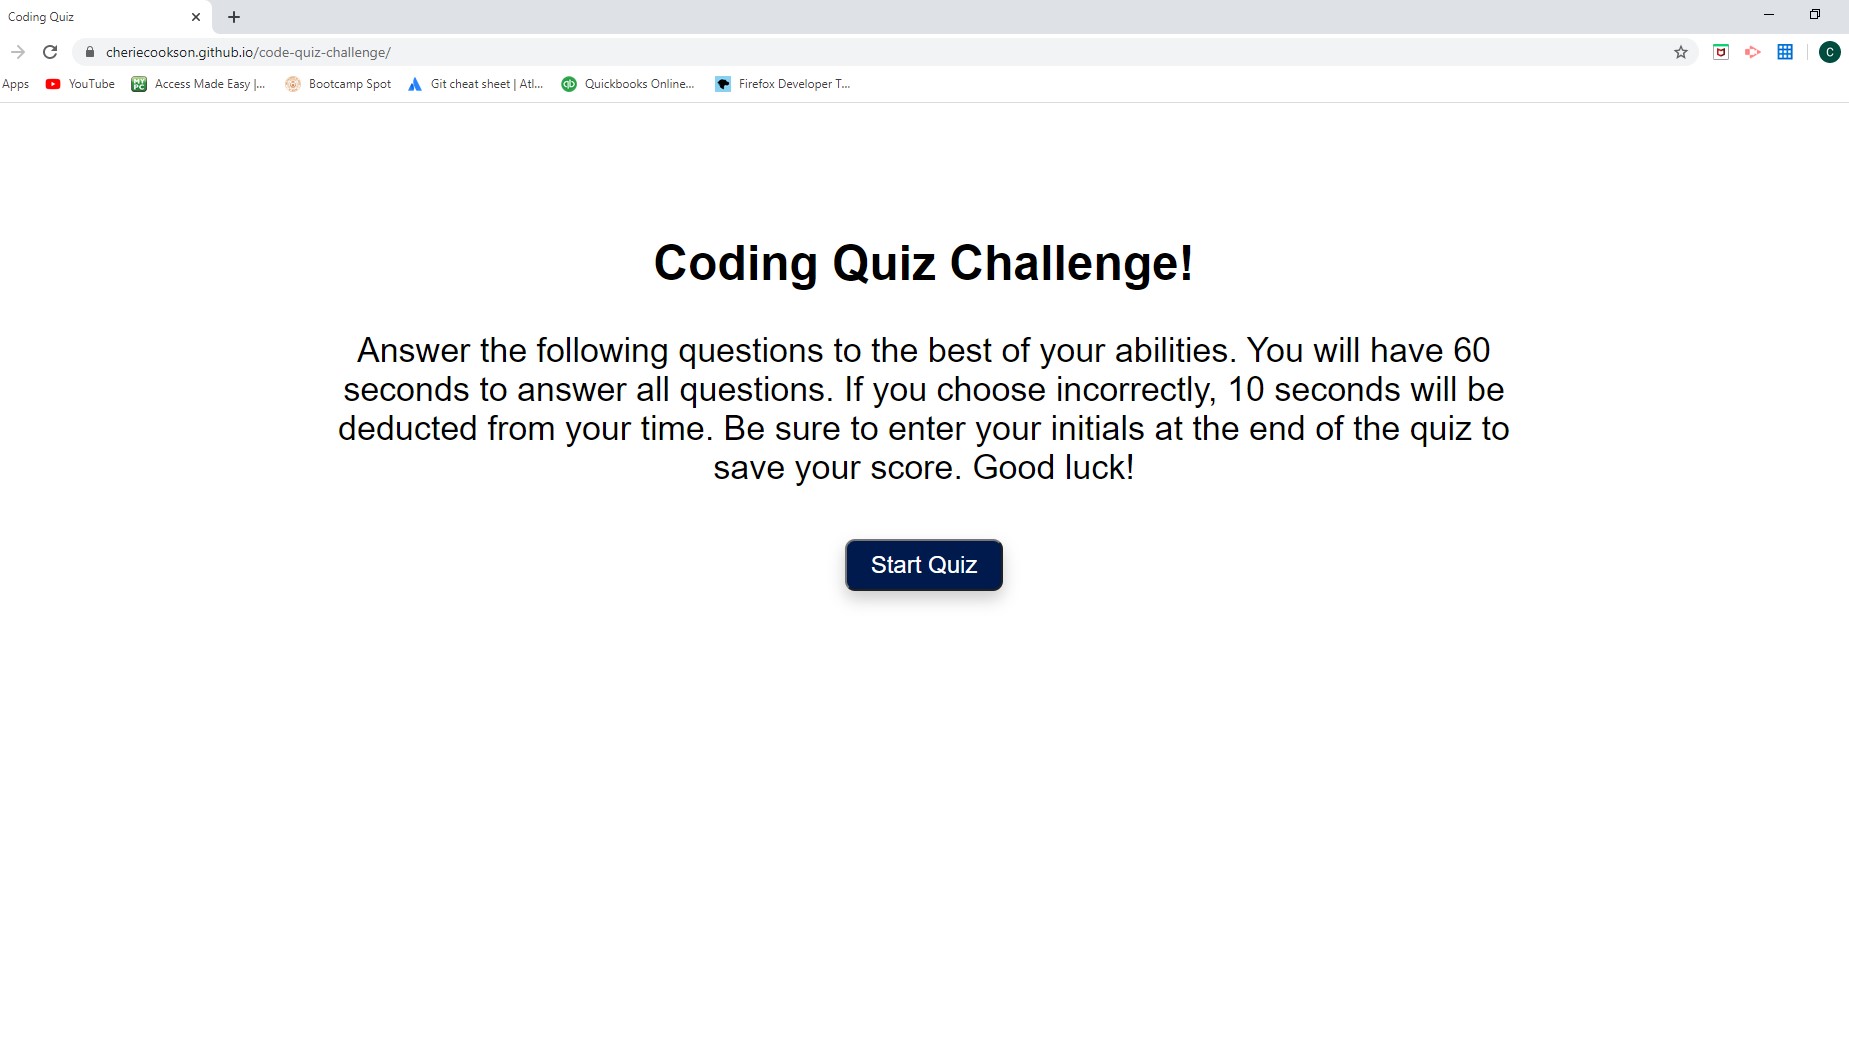 Coding Quiz
cheriecookson.github.io/code-quiz-challenge/
C
Apps YouTube MY PC Access Made Easy |... Bootcamp Spot Git cheat sheet | Atl... qb Quickbooks Online... Firefox Developer T...
Coding Quiz Challenge!
Answer the following questions to the best of your abilities. You will have 60
seconds to answer all questions. If you choose incorrectly, 10 seconds will be
deducted from your time. Be sure to enter your initials at the end of the quiz to
save your score. Good luck!
Start Quiz